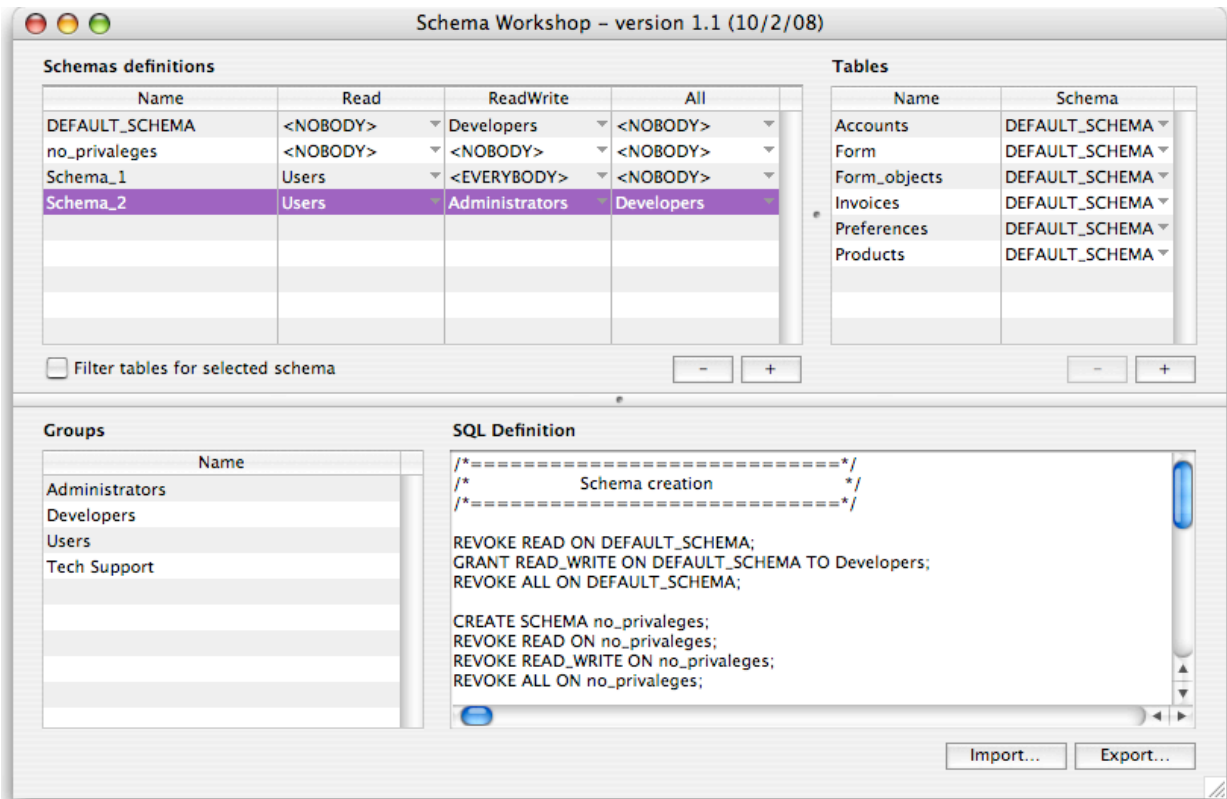 Schema Workshop – version 1.1 (10/2/08)
Schemas definitions
Name Read ReadWrite All
DEFAULT_SCHEMA <NOBODY> Developers <NOBODY>
no_privaleges <NOBODY> <NOBODY> <NOBODY>
Schema_1 Users <EVERYBODY> <NOBODY>
Schema_2 Users Administrators Developers
Filter tables for selected schema
- +
Tables
Name Schema
Accounts DEFAULT_SCHEMA
Form DEFAULT_SCHEMA
Form_objects DEFAULT_SCHEMA
Invoices DEFAULT_SCHEMA
Preferences DEFAULT_SCHEMA
Products DEFAULT_SCHEMA
- +
Groups
Name
Administrators
Developers
Users
Tech Support
SQL Definition
/*============================*/
/* Schema creation */
/*============================*/
REVOKE READ ON DEFAULT_SCHEMA;
GRANT READ_WRITE ON DEFAULT_SCHEMA TO Developers;
REVOKE ALL ON DEFAULT_SCHEMA;
CREATE SCHEMA no_privaleges;
REVOKE READ ON no_privaleges;
REVOKE READ_WRITE ON no_privaleges;
REVOKE ALL ON no_privaleges;
Import... Export...